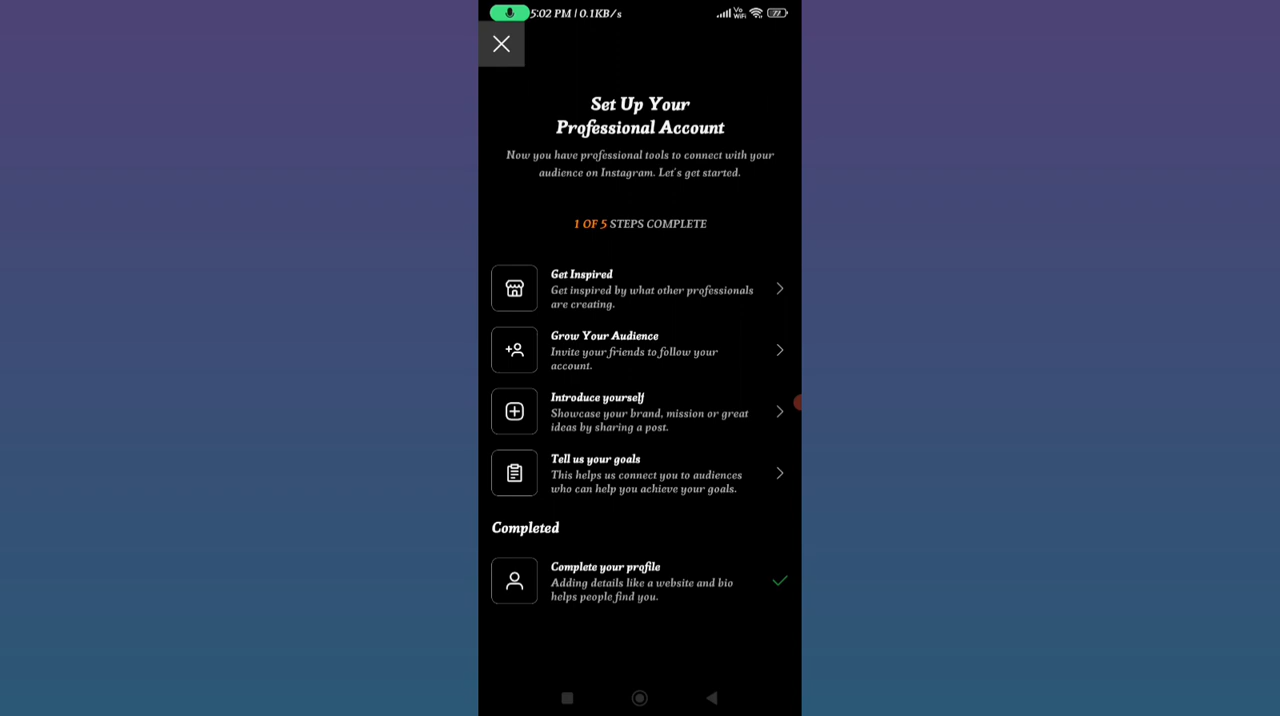 5:02 PM | 0.1KB/s
Vo
WiFi
77
Set Up Your
Professional Account
Now you have professional tools to connect with your
audience on Instagram. Let's get started.
1 OF 5 STEPS COMPLETE
Get Inspired
Get inspired by what other professionals
are creating.
Grow Your Audience
Invite your friends to follow your
account.
Introduce yourself
Showcase your brand, mission or great
ideas by sharing a post.
Tell us your goals
This helps us connect you to audiences
who can help you achieve your goals.
Completed
Complete your profile
Adding details like a website and bio
helps people find you.